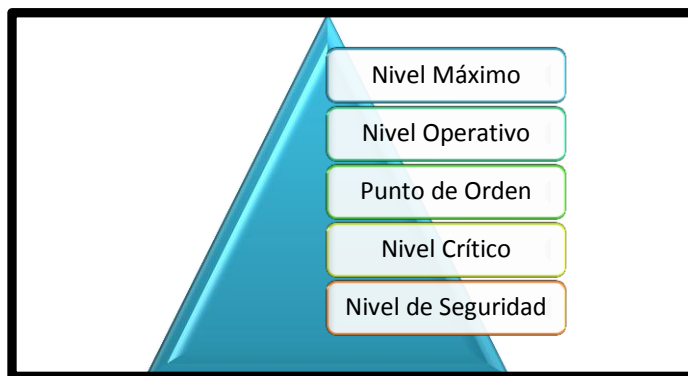 Nivel Máximo
Nivel Operativo
Punto de Orden
Nivel Crítico
Nivel de Seguridad